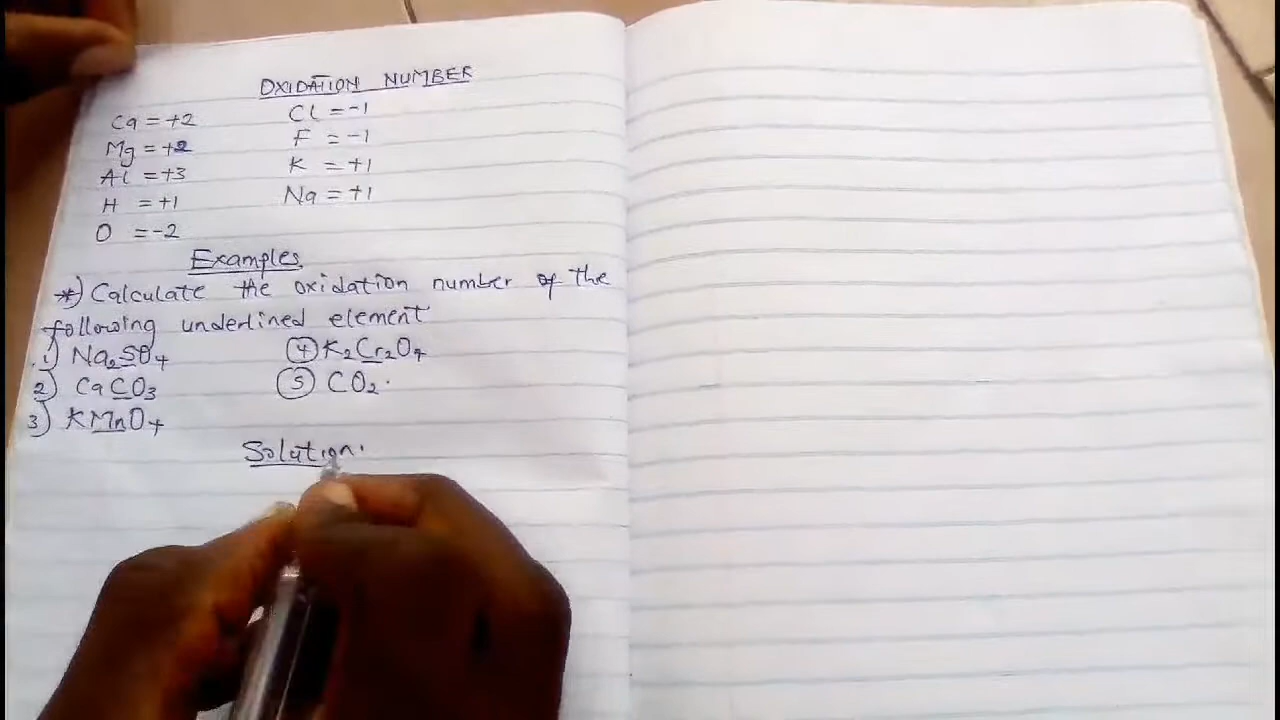 OXIDATION NUMBER
Ca = +2
Mg = +2
Al = +3
H = +1
O = -2
Cl = -1
F = -1
K = +1
Na = +1
Examples
*) Calculate the oxidation number of the
following underlined element
1) Na₂SO₄
2) CaCO₃
3) KMnO₄
④ K₂Cr₂O₇
⑤ CO₂.
Solution.